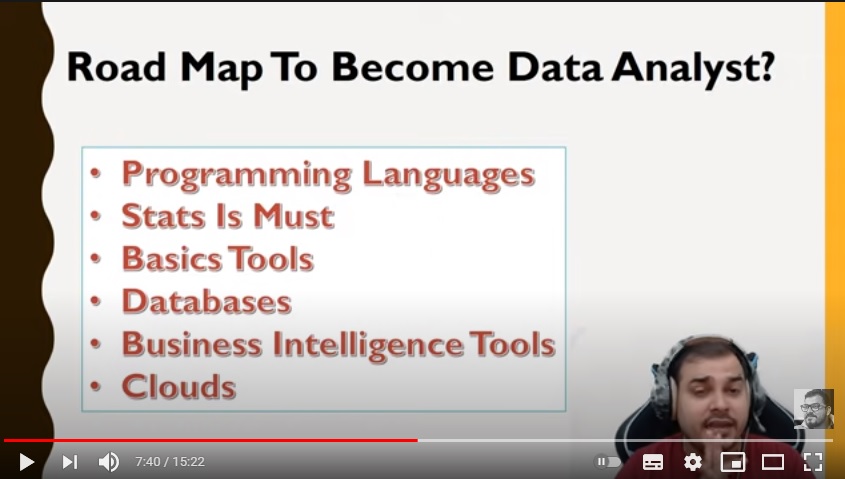 Road Map To Become Data Analyst?
• Programming Languages
• Stats Is Must
• Basics Tools
• Databases
• Business Intelligence Tools
• Clouds
7:40 / 15:22